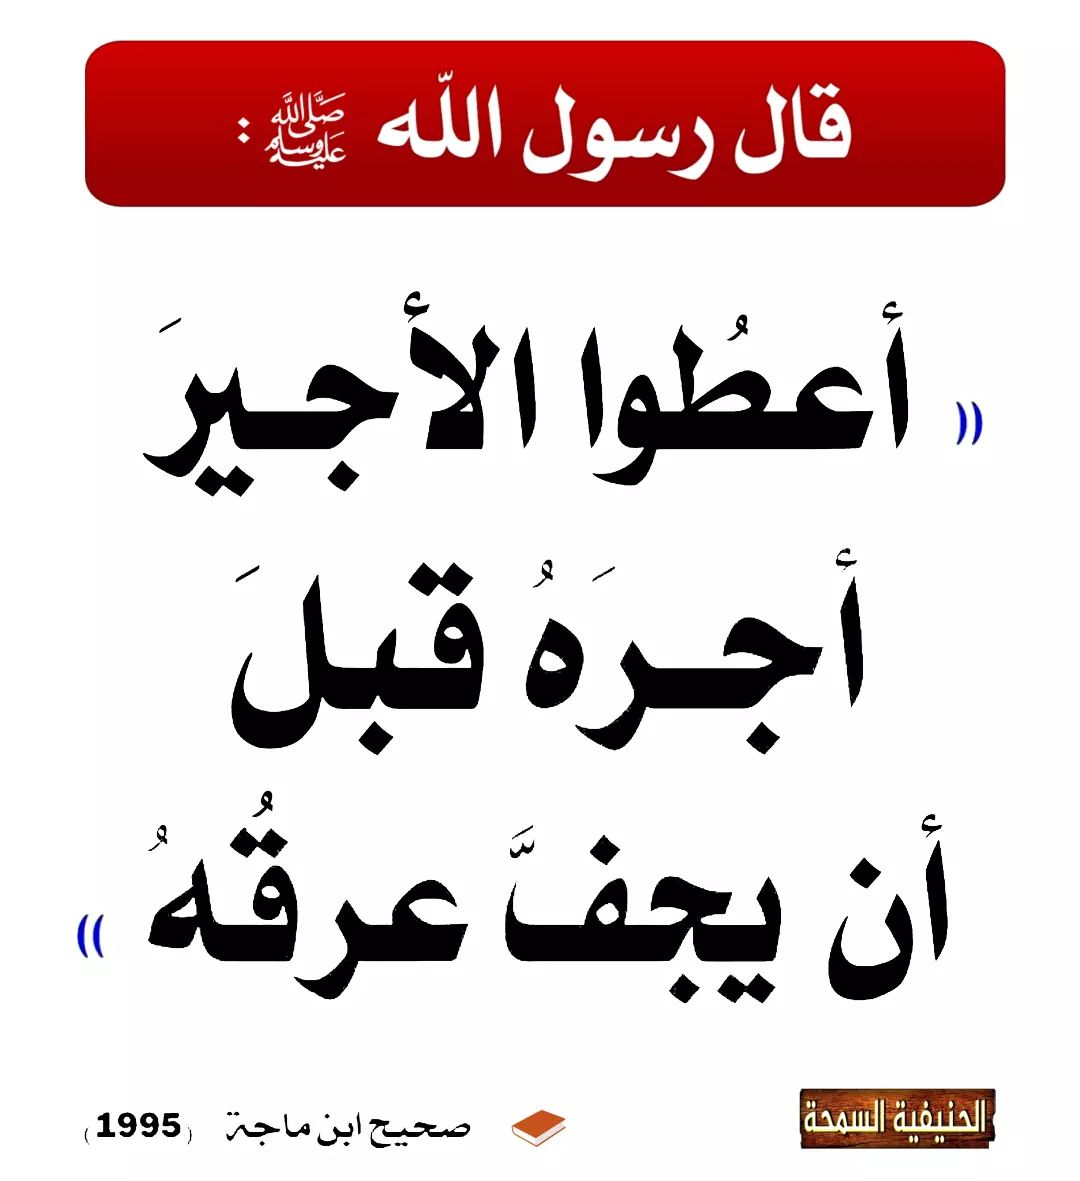 قال رسول الله ﷺ :
(( أعطُوا الأجيرَ
أجرَهُ قبلَ
أن يجفَّ عرقُهُ ))
الحنيفية السمحة
صحيح ابن ماجة (1995)